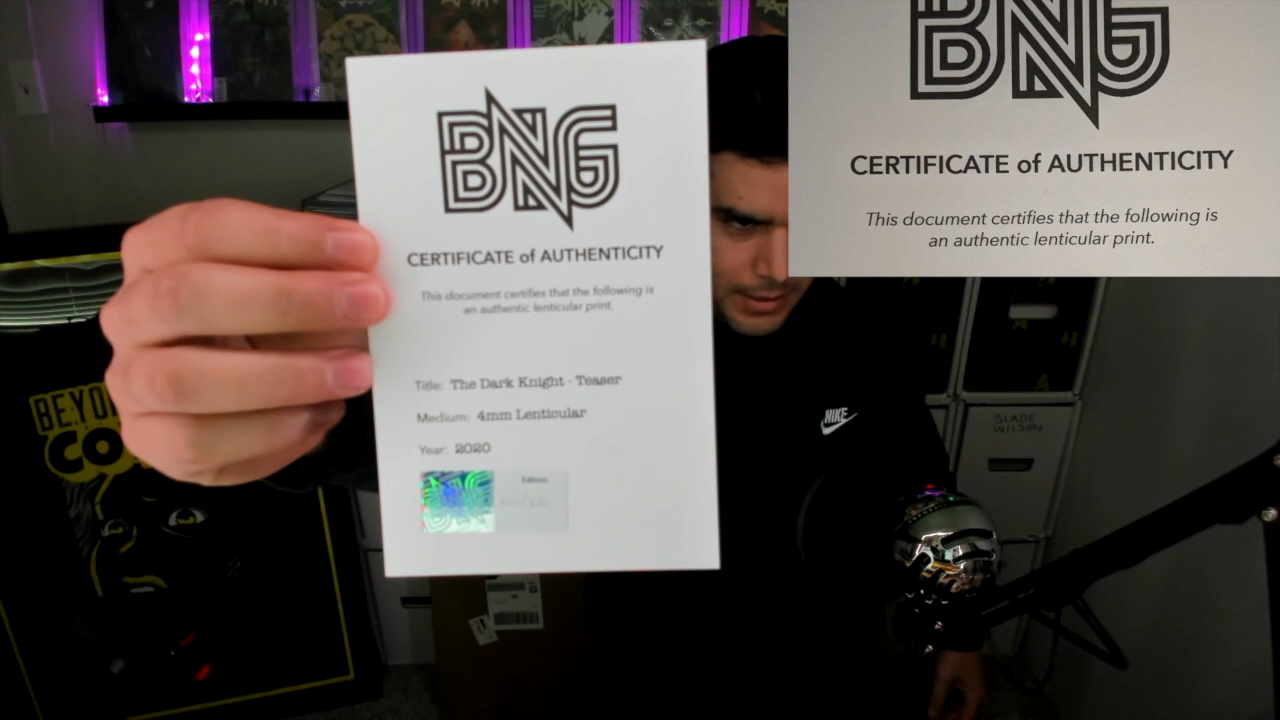 BNG
CERTIFICATE of AUTHENTICITY
This document certifies that the following is
an authentic lenticular print.
Title: The Dark Knight - Teaser
Medium: 4mm Lenticular
Year: 2020
Edition
BNG
CERTIFICATE of AUTHENTICITY
This document certifies that the following is
an authentic lenticular print.
BEYO
CO
NIKE
SLADE
WILSON